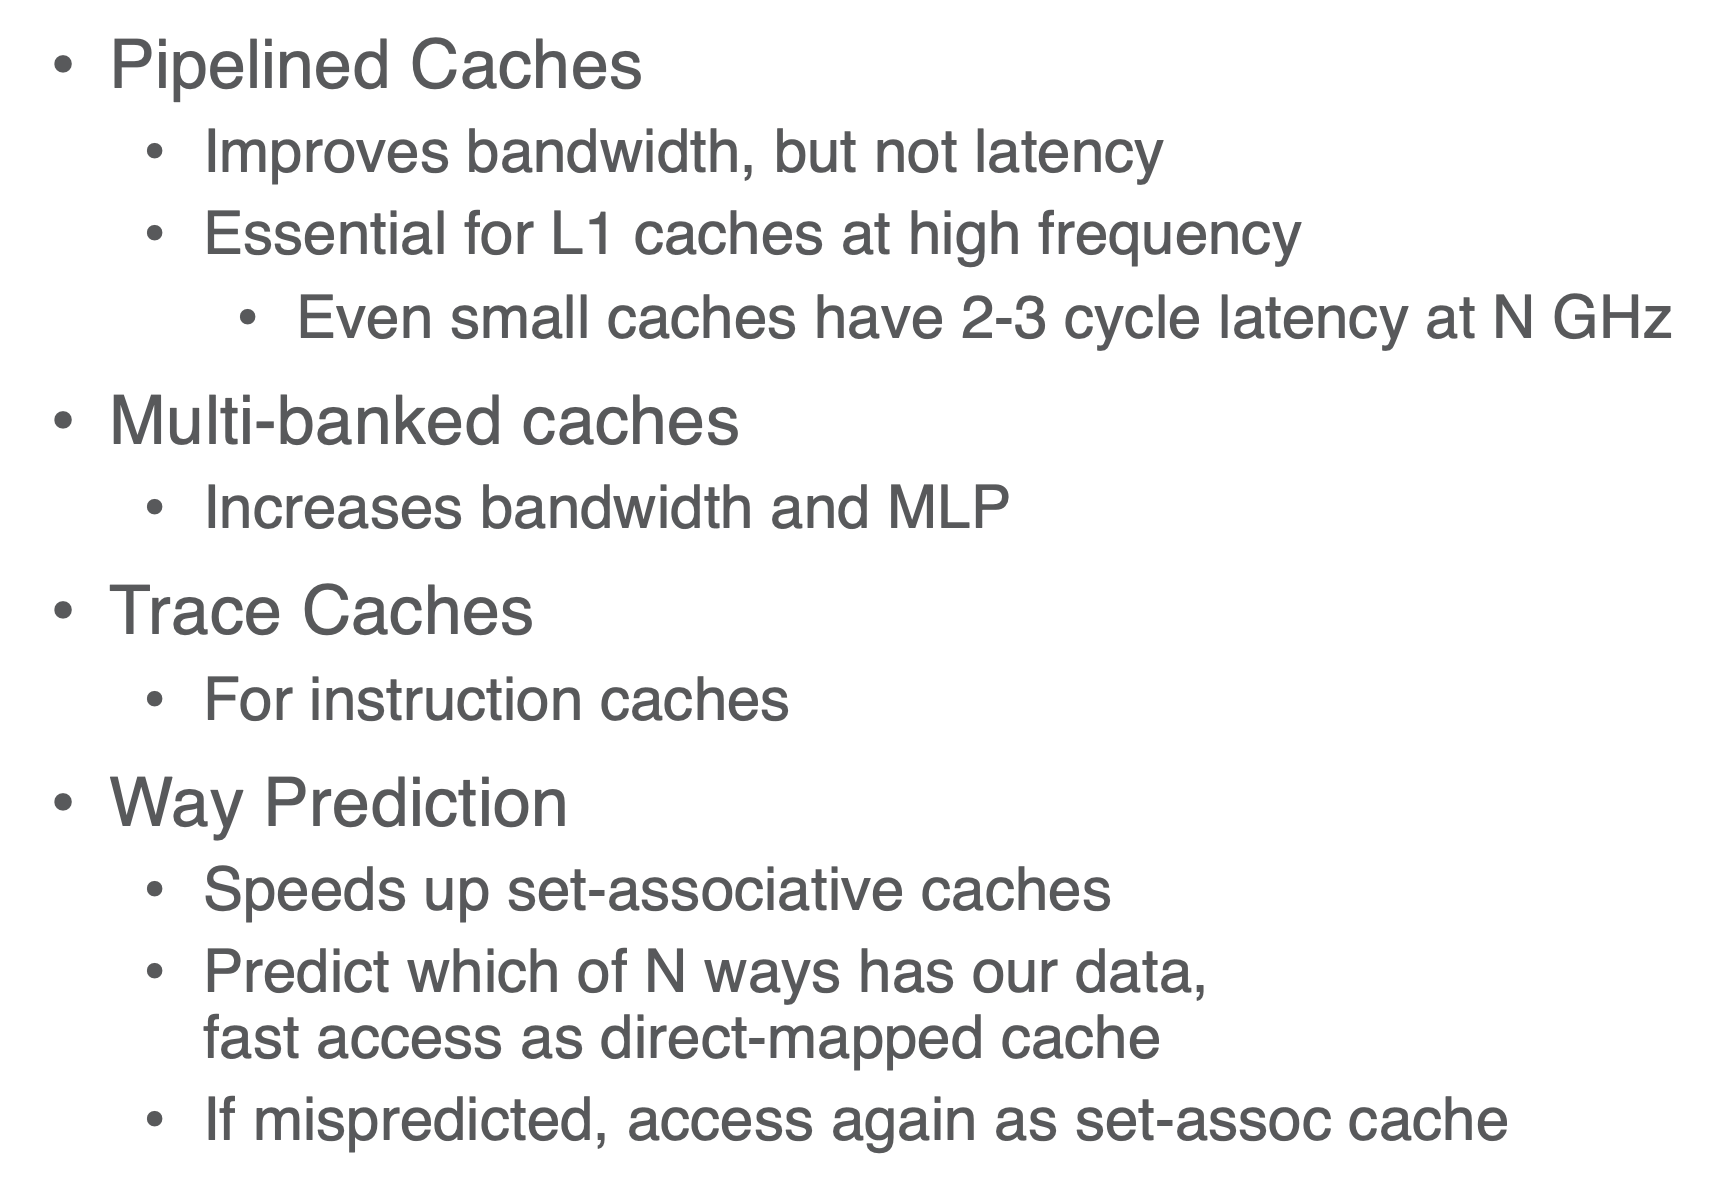 • Pipelined Caches
• Improves bandwidth, but not latency
• Essential for L1 caches at high frequency
• Even small caches have 2-3 cycle latency at N GHz
• Multi-banked caches
• Increases bandwidth and MLP
• Trace Caches
• For instruction caches
• Way Prediction
• Speeds up set-associative caches
• Predict which of N ways has our data,
fast access as direct-mapped cache
• If mispredicted, access again as set-assoc cache